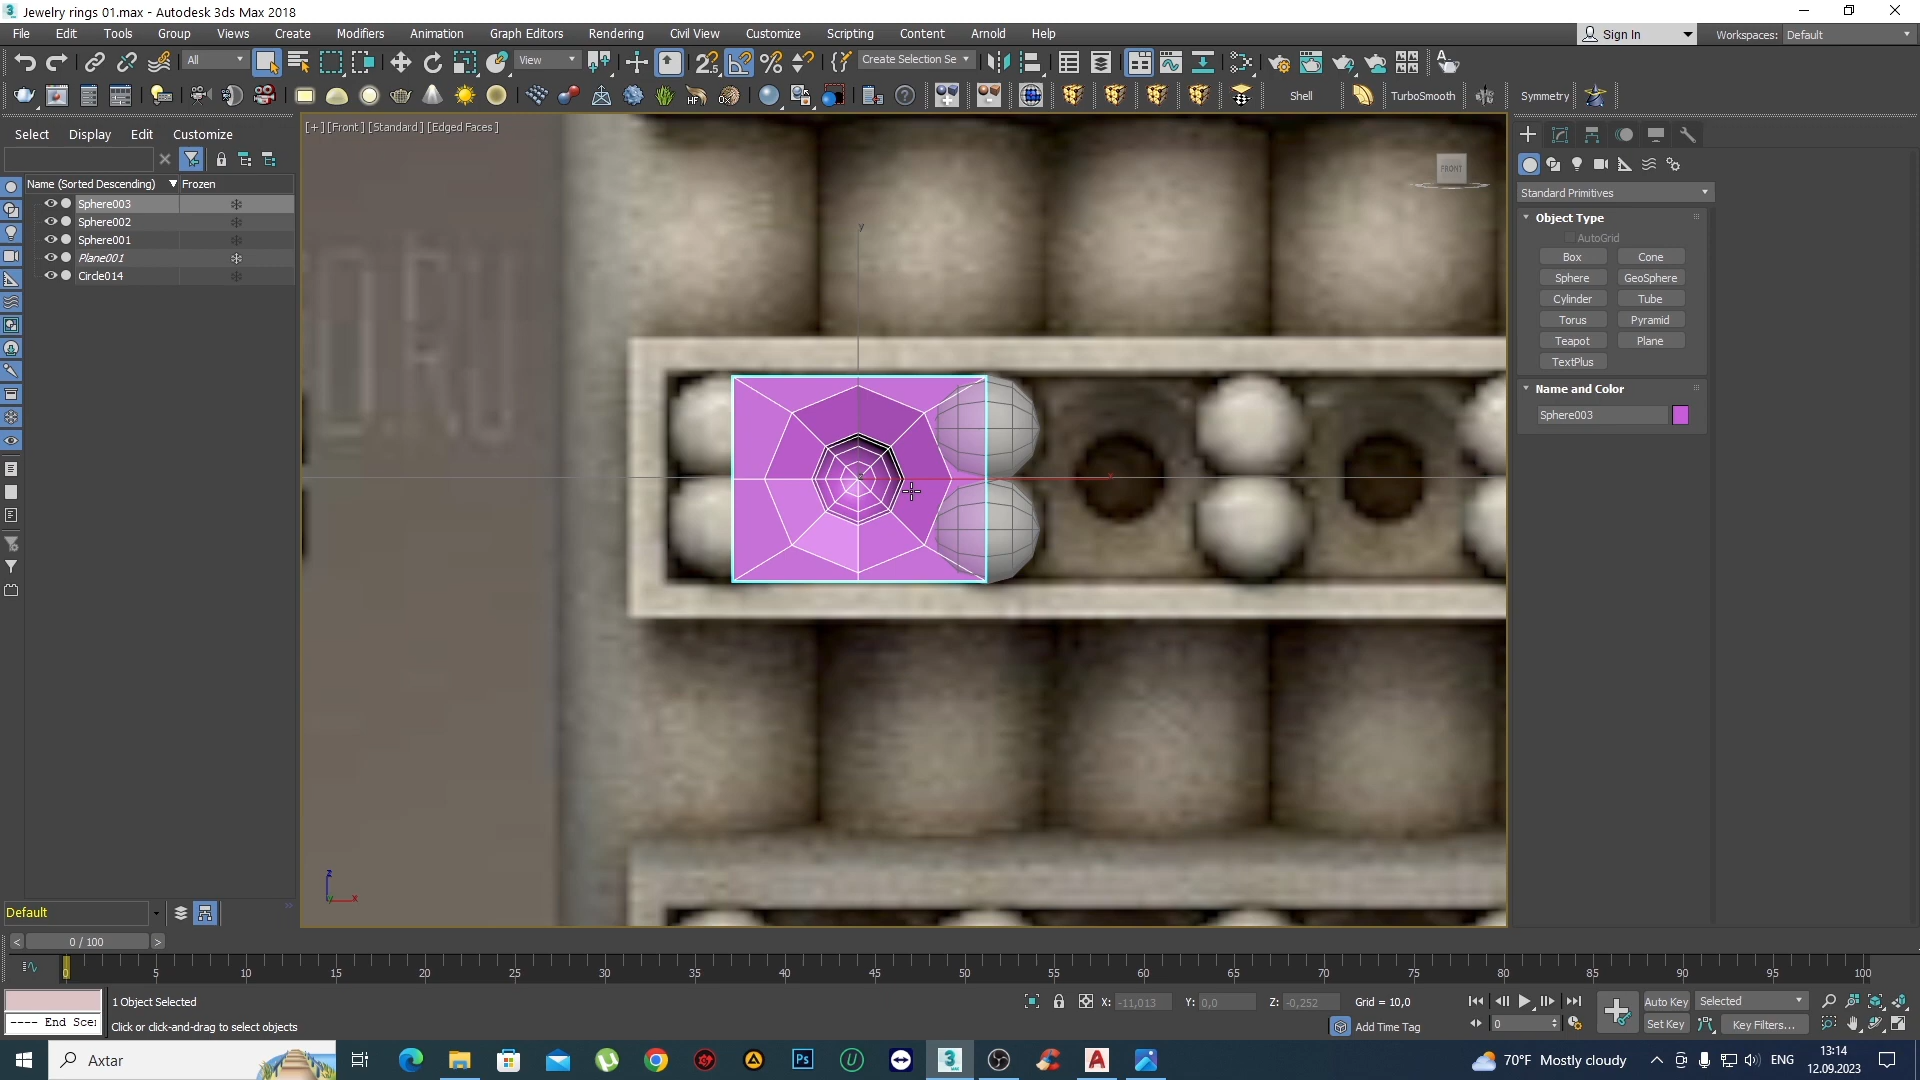 Jewelry rings 01.max - Autodesk 3ds Max 2018
File Edit Tools Group Views Create Modifiers Animation Graph Editors Rendering Civil View Customize Scripting Content Arnold Help
Sign In Workspaces: Default
All View Create Selection Se
Shell TurboSmooth Symmetry
Select Display Edit Customize
[+] [Front] [Standard] [Edged Faces]
Name (Sorted Descending) Frozen
Sphere003
Sphere002
Sphere001
Plane001
Circle014
FRONT
y
x
z
x
Standard Primitives
Object Type
AutoGrid
Box Cone
Sphere GeoSphere
Cylinder Tube
Torus Pyramid
Teapot Plane
TextPlus
Name and Color
Sphere003
Default
0 / 100
0 5 10 15 20 25 30 35 40 45 50 55 60 65 70 75 80 85 90 95 100
1 Object Selected
X: -11,013 Y: 0,0 Z: -0,252 Grid = 10,0
Auto Key Selected
---- End Sce
Click or click-and-drag to select objects
Add Time Tag
0
Set Key Key Filters...
Axtar
70°F Mostly cloudy
ENG
13:14
12.09.2023